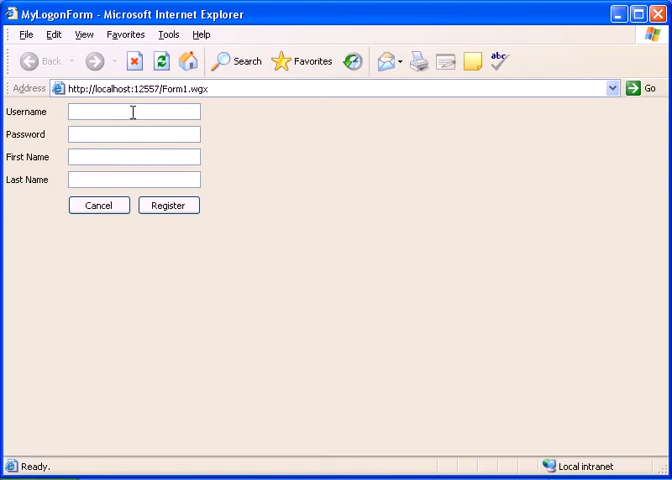 MyLogonForm - Microsoft Internet Explorer
File Edit View Favorites Tools Help
Back Search Favorites abc
Address http://localhost:12557/Form1.wgx Go
Username
Password
First Name
Last Name
Cancel Register
Ready. Local intranet